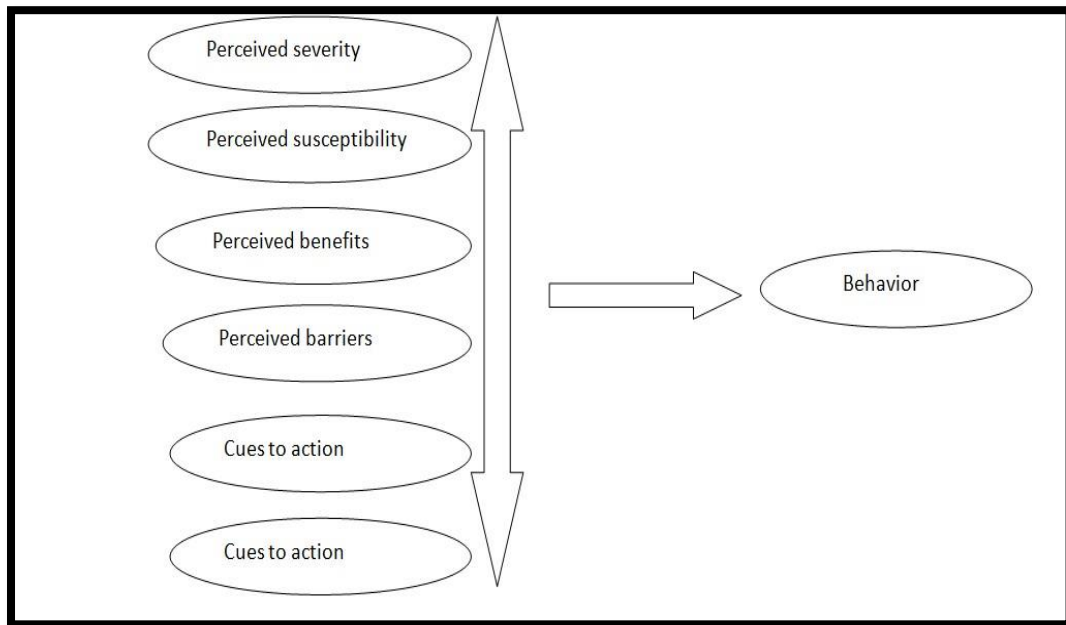 Perceived severity
Perceived susceptibility
Perceived benefits
Behavior
Perceived barriers
Cues to action
Cues to action